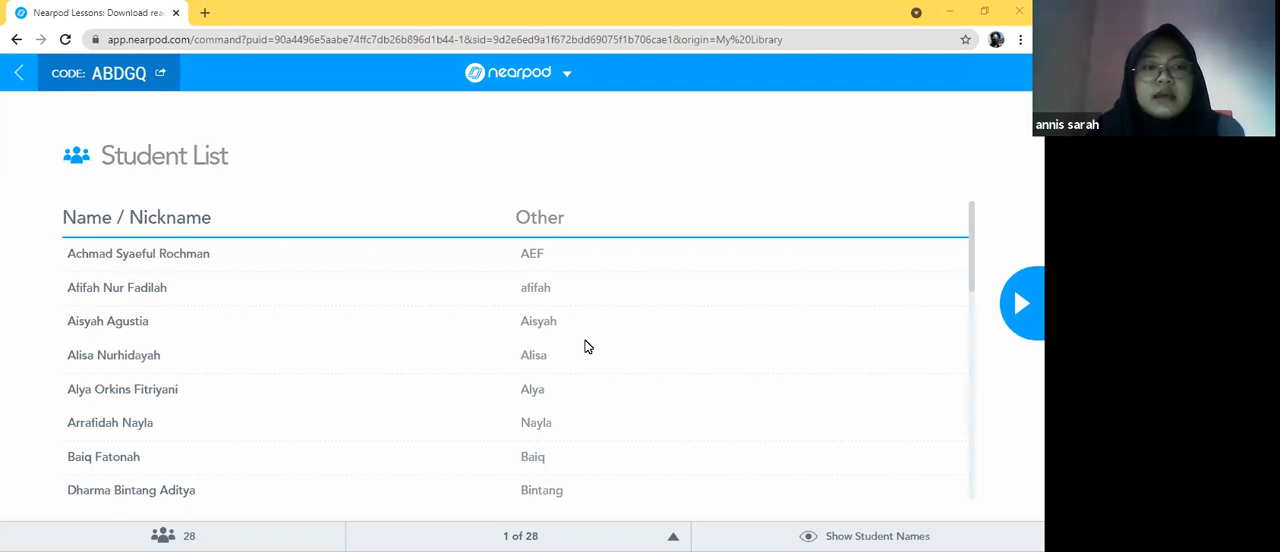 Nearpod Lessons: Download rea
app.nearpod.com/command?puid=90a4496e5aabe74ffc7db26b896d1b44-1&sid=9d2e6ed9a1f672bdd69075f1b706cae1&origin=My%20Library
CODE: ABDGQ
nearpod
annis sarah
Student List
Name / Nickname Other
Achmad Syaeful Rochman AEF
Afifah Nur Fadilah afifah
Aisyah Agustia Aisyah
Alisa Nurhidayah Alisa
Alya Orkins Fitriyani Alya
Arrafidah Nayla Nayla
Baiq Fatonah Baiq
Dharma Bintang Aditya Bintang
28 1 of 28 Show Student Names